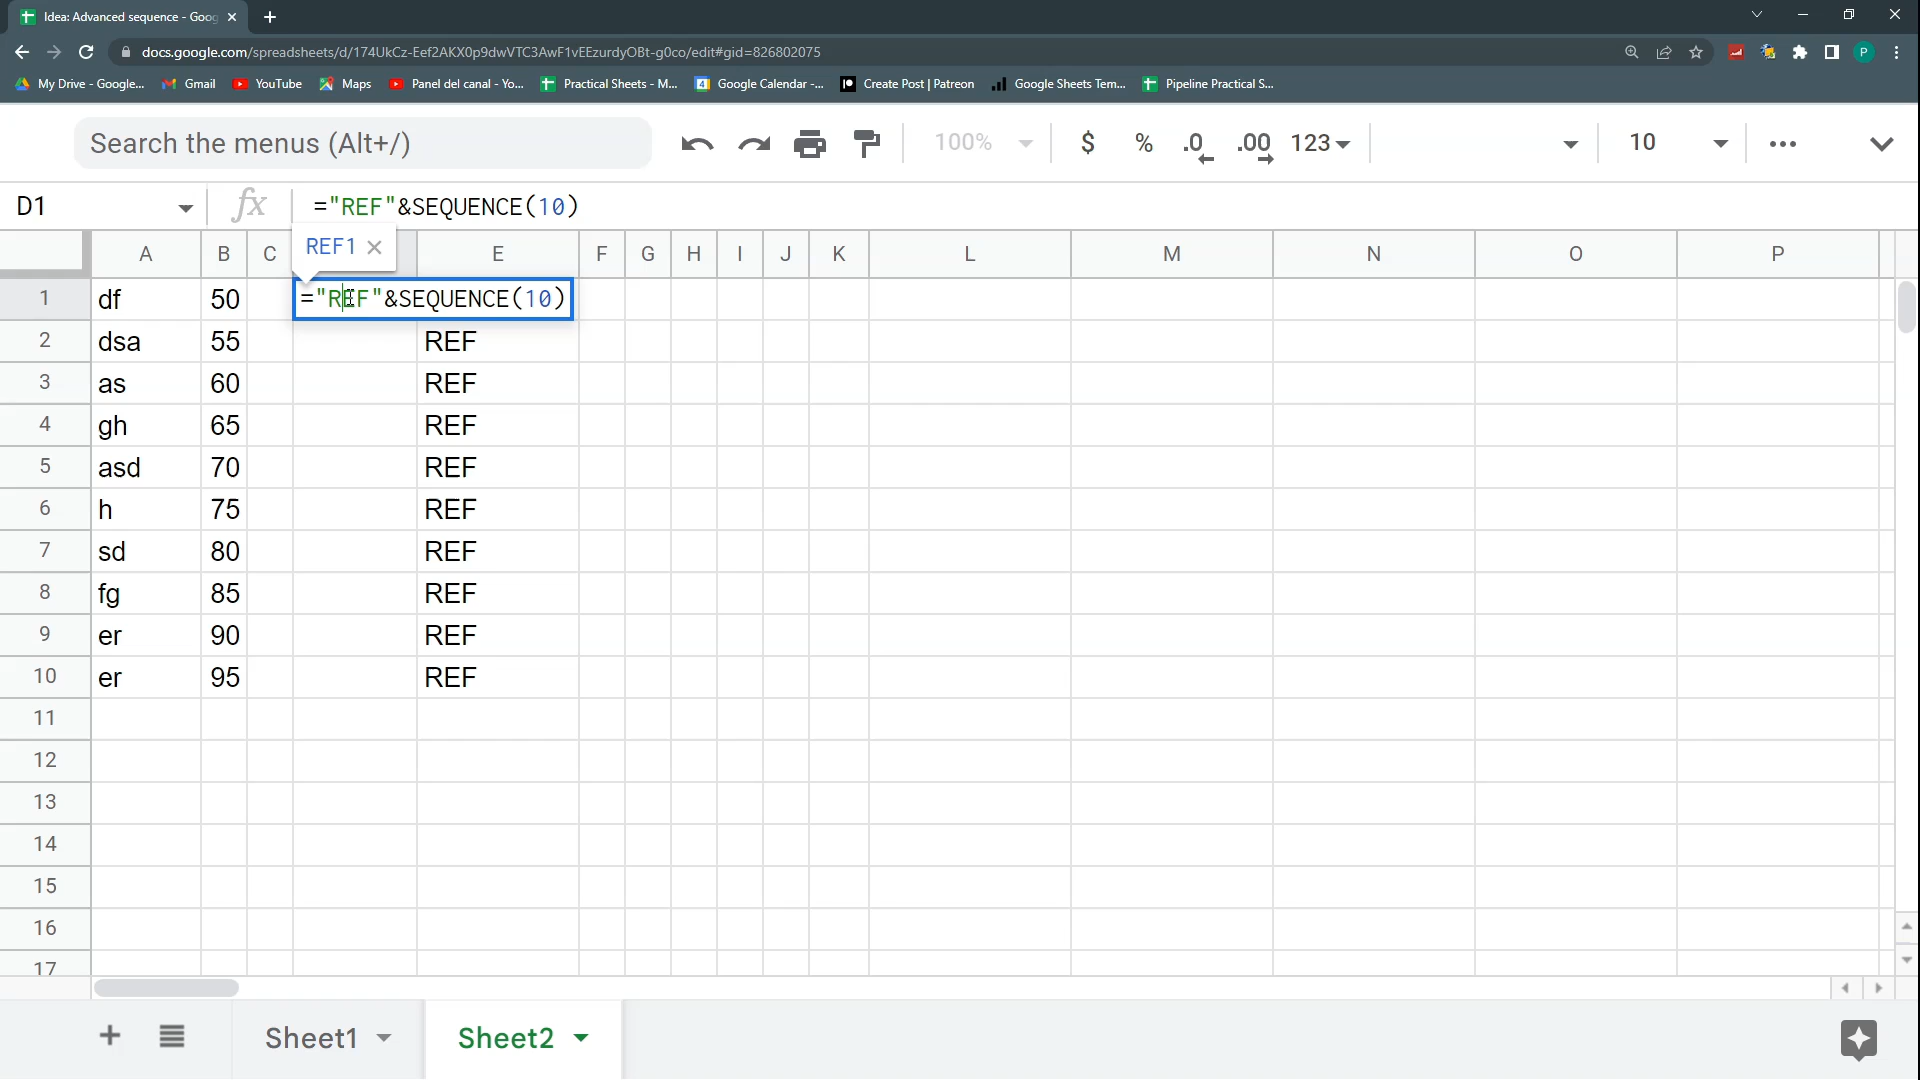 Idea: Advanced sequence - Goog
docs.google.com/spreadsheets/d/174UkCz-Eef2AKX0p9dwVTC3AwF1vEEzurdyOBt-g0co/edit#gid=826802075
P
My Drive - Google... Gmail YouTube Maps Panel del canal - Yo... Practical Sheets - M... Google Calendar -... Create Post | Patreon Google Sheets Tem... Pipeline Practical S...
Search the menus (Alt+/) 100% $ % .0 .00 123 10
D1 fx ="REF"&SEQUENCE(10)
REF1
A B C E F G H I J K L M N O P
1 df 50 ="REF"&SEQUENCE(10)
2 dsa 55 REF
3 as 60 REF
4 gh 65 REF
5 asd 70 REF
6 h 75 REF
7 sd 80 REF
8 fg 85 REF
9 er 90 REF
10 er 95 REF
11
12
13
14
15
16
17
Sheet1 Sheet2